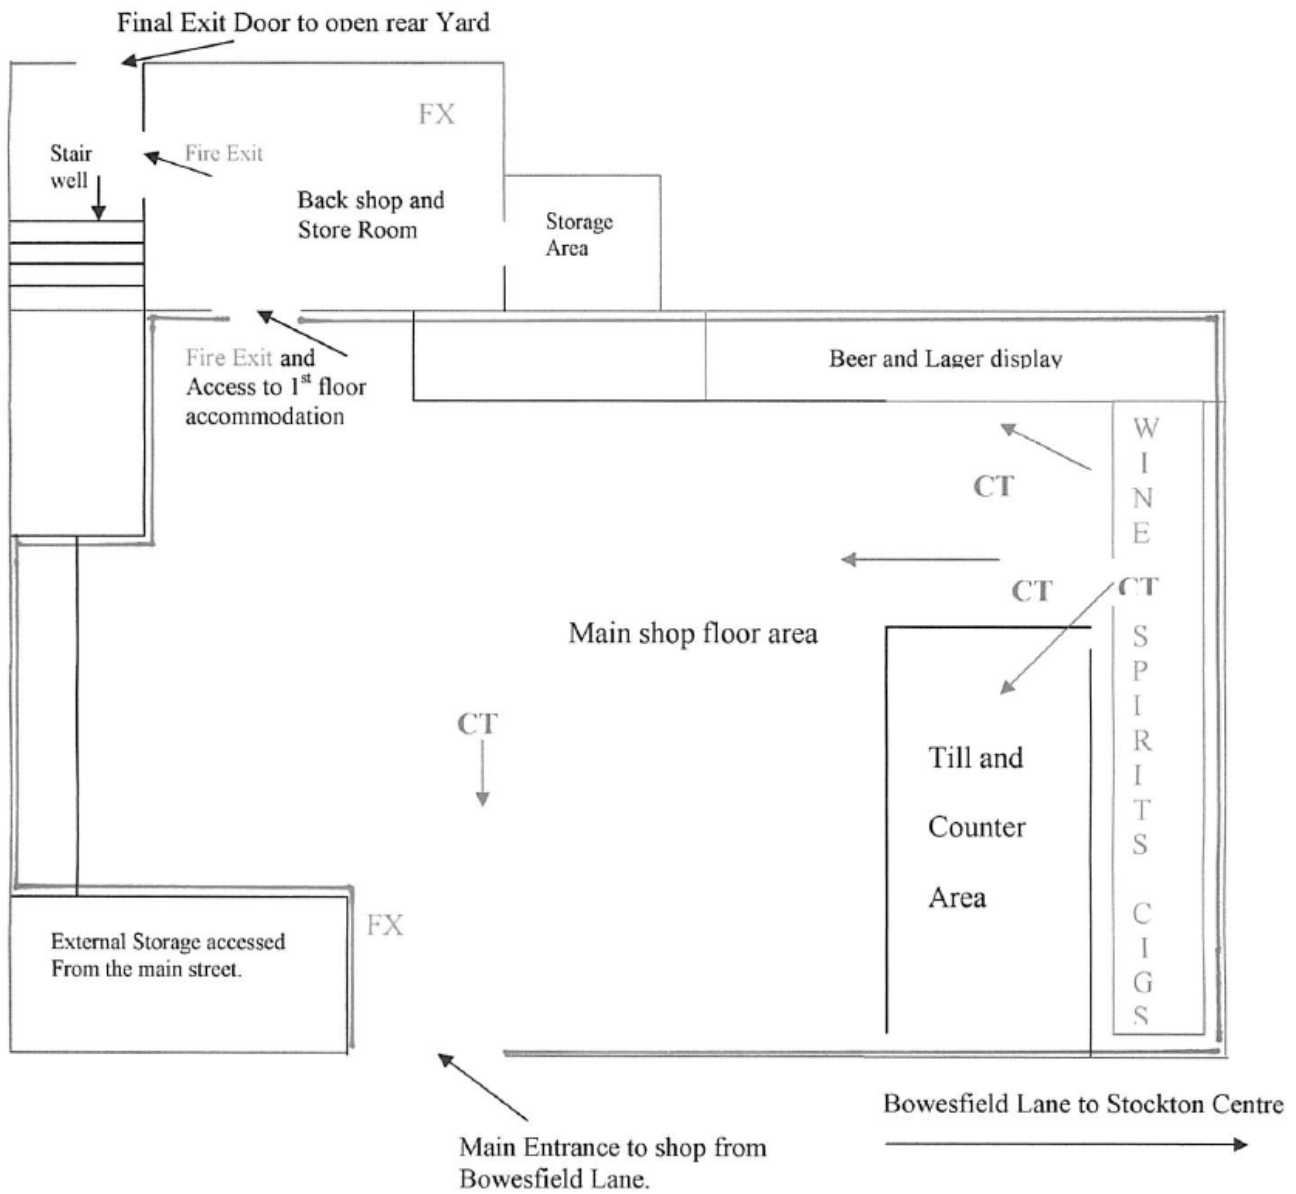 Final Exit Door to open rear Yard
FX
Stair
well
Fire Exit
Back shop and
Store Room
Storage
Area
Fire Exit and
Access to 1st floor
accommodation
Beer and Lager display
WINE
CT
CT
CT
Main shop floor area
SPIRITS
CT
Till and
Counter
Area
CIGS
FX
External Storage accessed
From the main street.
Bowesfield Lane to Stockton Centre
Main Entrance to shop from
Bowesfield Lane.